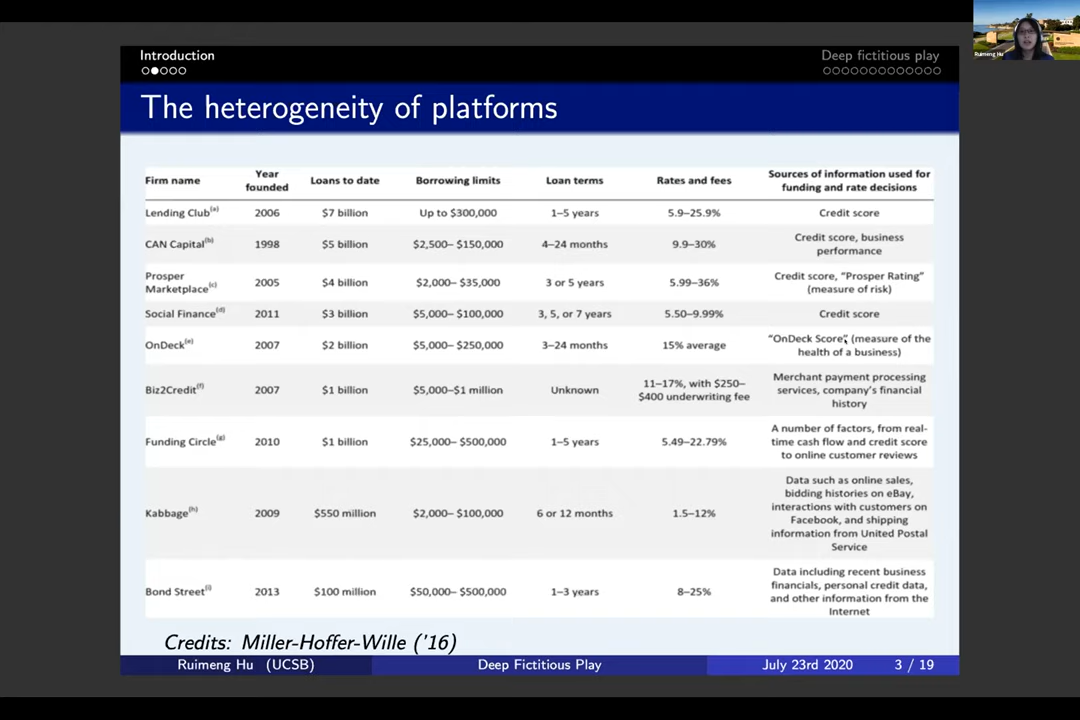 Introduction
Deep fictitious play
The heterogeneity of platforms
Firm name
Year
founded
Loans to date
Borrowing limits
Loan terms
Rates and fees
Sources of information used for
funding and rate decisions
Lending Club(a)
2006
$7 billion
Up to $300,000
1–5 years
5.9–25.9%
Credit score
CAN Capital(b)
1998
$5 billion
$2,500– $150,000
4–24 months
9.9–30%
Credit score, business
performance
Prosper
Marketplace(c)
2005
$4 billion
$2,000– $35,000
3 or 5 years
5.99–36%
Credit score, “Prosper Rating”
(measure of risk)
Social Finance(d)
2011
$3 billion
$5,000– $100,000
3, 5, or 7 years
5.50–9.99%
Credit score
OnDeck(e)
2007
$2 billion
$5,000– $250,000
3–24 months
15% average
“OnDeck Score” (measure of the
health of a business)
Biz2Credit(f)
2007
$1 billion
$5,000–$1 million
Unknown
11–17%, with $250–
$400 underwriting fee
Merchant payment processing
services, company’s financial
history
Funding Circle(g)
2010
$1 billion
$25,000– $500,000
1–5 years
5.49–22.79%
A number of factors, from real-
time cash flow and credit score
to online customer reviews
Kabbage(h)
2009
$550 million
$2,000– $100,000
6 or 12 months
1.5–12%
Data such as online sales,
bidding histories on eBay,
interactions with customers on
Facebook, and shipping
information from United Postal
Service
Bond Street(i)
2013
$100 million
$50,000– $500,000
1–3 years
8–25%
Data including recent business
financials, personal credit data,
and other information from the
Internet
Credits: Miller-Hoffer-Wille ('16)
Ruimeng Hu (UCSB)
Deep Fictitious Play
July 23rd 2020
3 / 19
Ruimeng Hu